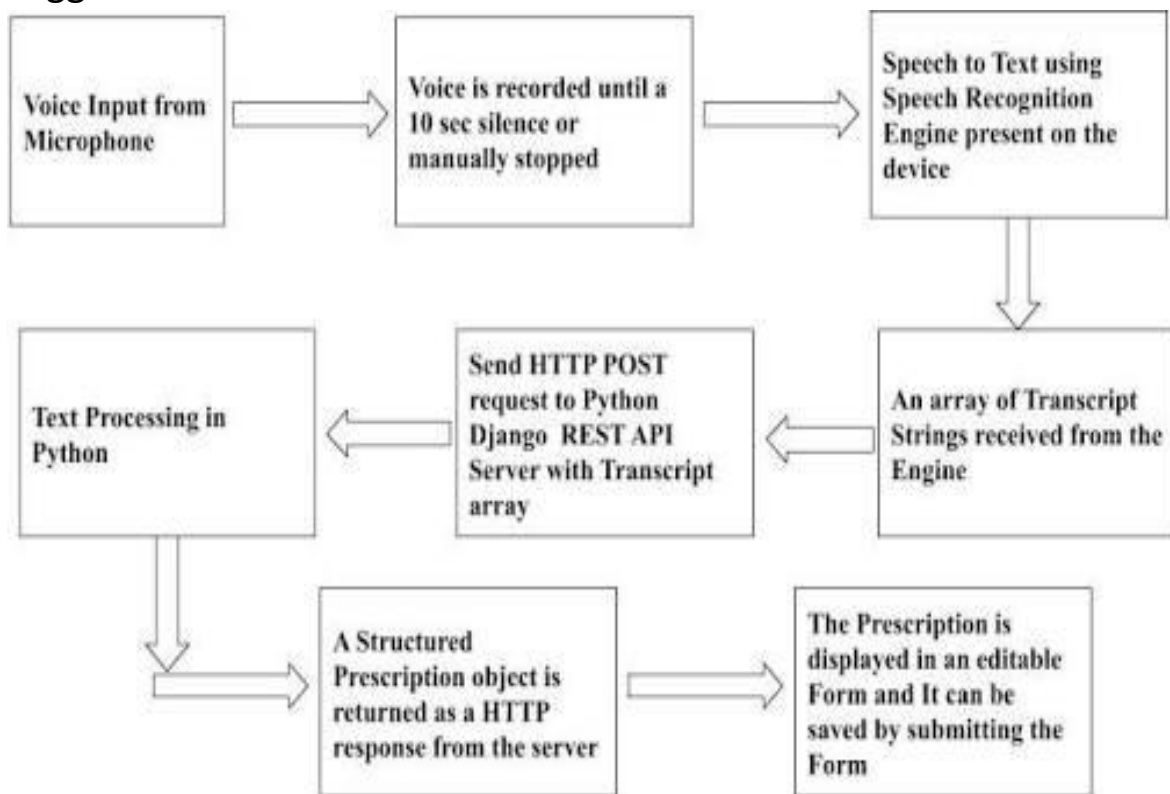 Voice Input from
Microphone
Voice is recorded until a
10 sec silence or
manually stopped
Speech to Text using
Speech Recognition
Engine present on the
device
An array of Transcript
Strings received from the
Engine
Send HTTP POST
request to Python
Django REST API
Server with Transcript
array
Text Processing in
Python
A Structured
Prescription object is
returned as a HTTP
response from the server
The Prescription is
displayed in an editable
Form and It can be
saved by submitting the
Form